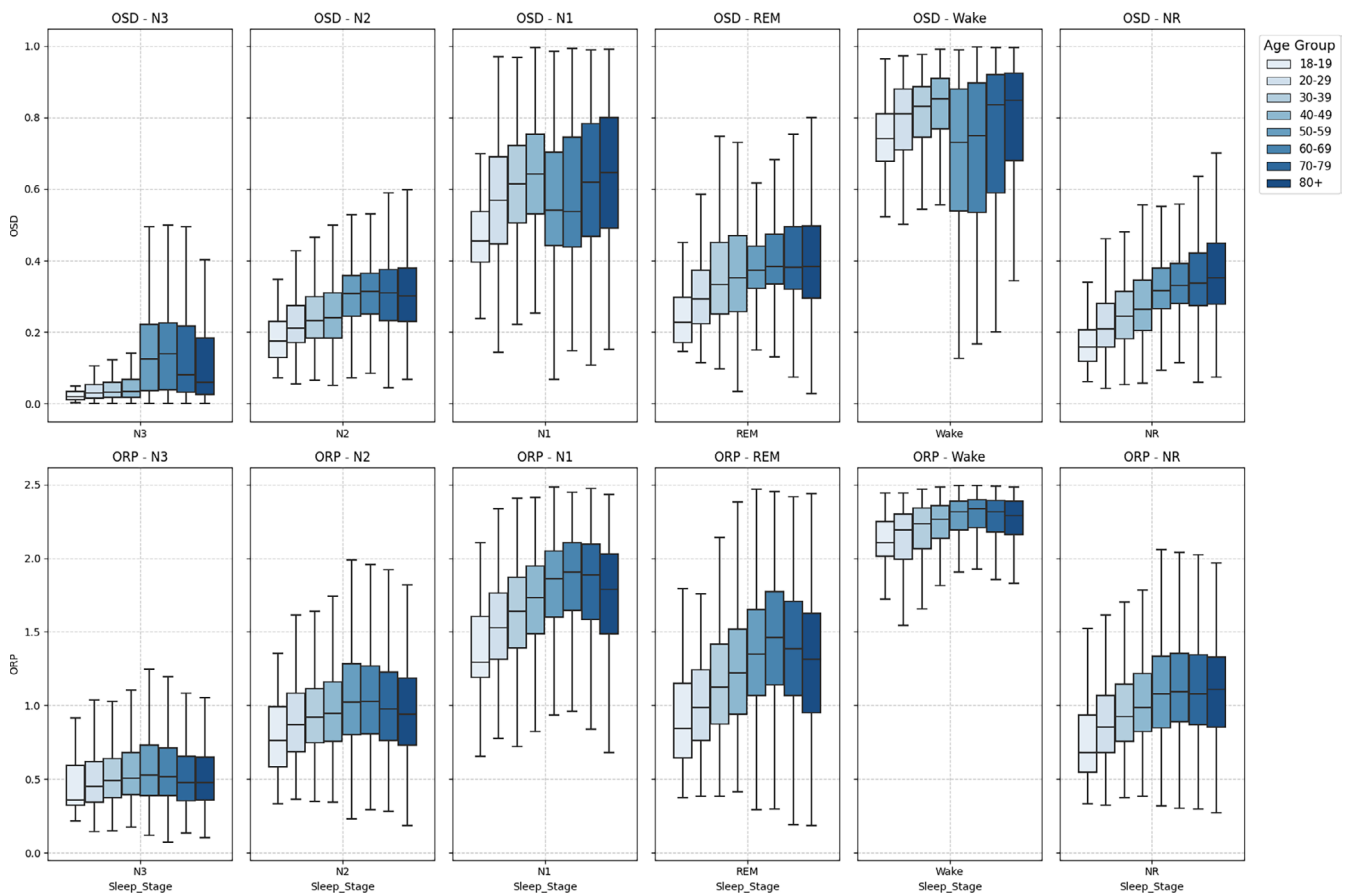 OSD - N3
OSD - N2
OSD - N1
OSD - REM
OSD - Wake
OSD - NR
Age Group
18-19
20-29
30-39
40-49
50-59
60-69
70-79
80+
1.0
0.8
0.6
0.4
0.2
0.0
OSD
N3
N2
N1
REM
Wake
NR
ORP - N3
ORP - N2
ORP - N1
ORP - REM
ORP - Wake
ORP - NR
2.5
2.0
1.5
1.0
0.5
0.0
ORP
N3
N2
N1
REM
Wake
NR
Sleep_Stage
Sleep_Stage
Sleep_Stage
Sleep_Stage
Sleep_Stage
Sleep_Stage